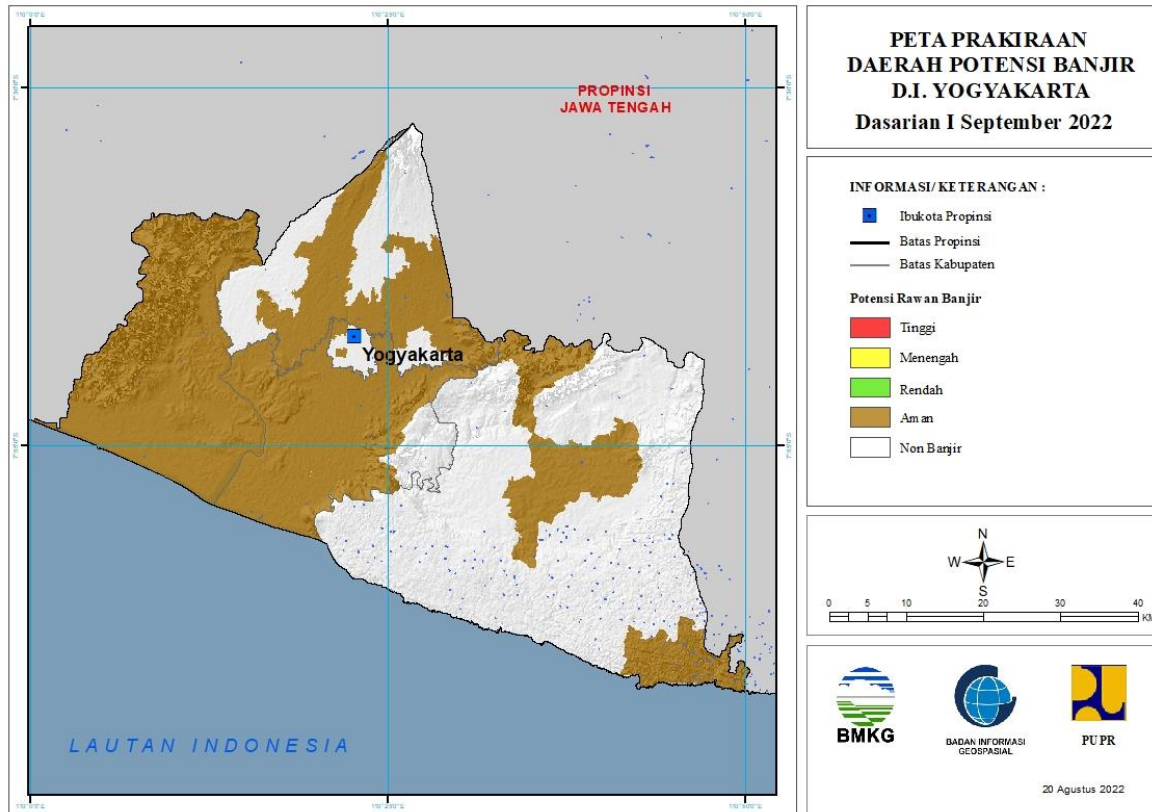 PETA PRAKIRAAN
DAERAH POTENSI BANJIR
D.I. YOGYAKARTA
Dasarian I September 2022
INFORMASI/ KETERANGAN :
Ibukota Propinsi
Batas Propinsi
Batas Kabupaten
Potensi Rawan Banjir
Tinggi
Menengah
Rendah
Aman
Non Banjir
N
W E
S
0 5 10 20 30 40
KM
BMKG
BADAN INFORMASI
GEOSPASIAL
PUPR
20 Agustus 2022
PROPINSI
JAWA TENGAH
Yogyakarta
LAUTAN INDONESIA